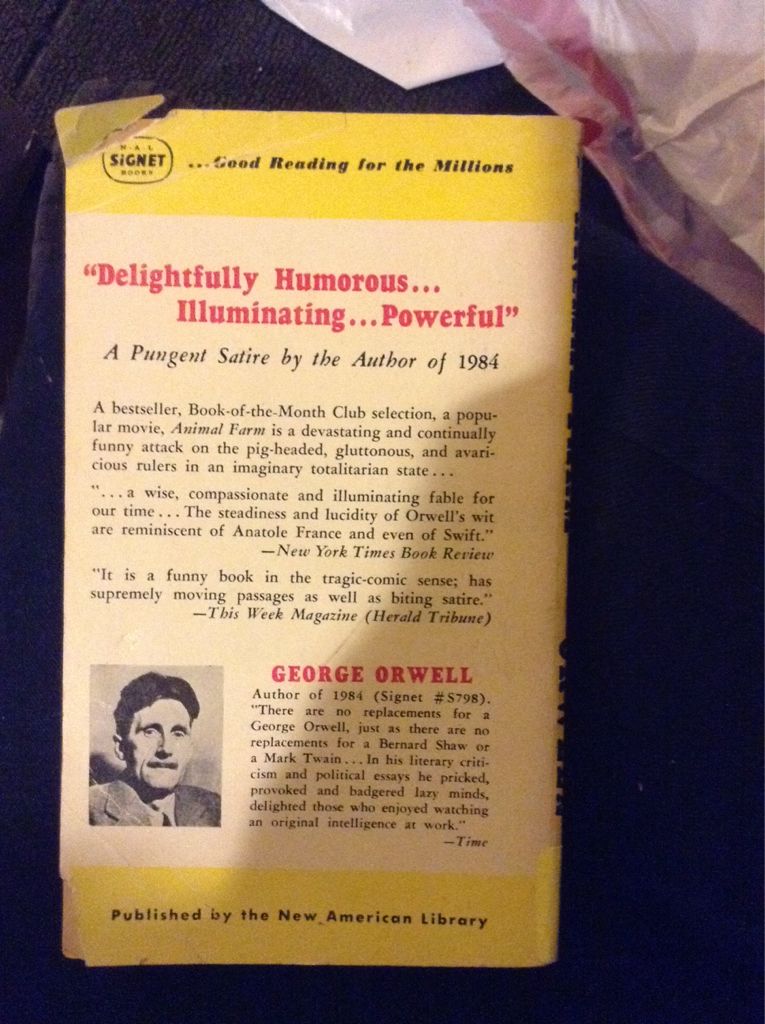 N·A·L
SIGNET
BOOKS
...Good Reading for the Millions
"Delightfully Humorous...
Illuminating...Powerful"
A Pungent Satire by the Author of 1984
A bestseller, Book-of-the-Month Club selection, a popu-
lar movie, Animal Farm is a devastating and continually
funny attack on the pig-headed, gluttonous, and avari-
cious rulers in an imaginary totalitarian state...
"...a wise, compassionate and illuminating fable for
our time... The steadiness and lucidity of Orwell's wit
are reminiscent of Anatole France and even of Swift."
—New York Times Book Review
"It is a funny book in the tragic-comic sense; has
supremely moving passages as well as biting satire."
—This Week Magazine (Herald Tribune)
GEORGE ORWELL
Author of 1984 (Signet #S798).
"There are no replacements for a
George Orwell, just as there are no
replacements for a Bernard Shaw or
a Mark Twain... In his literary criti-
cism and political essays he pricked,
provoked and badgered lazy minds,
delighted those who enjoyed watching
an original intelligence at work."
—Time
Published by the New American Library